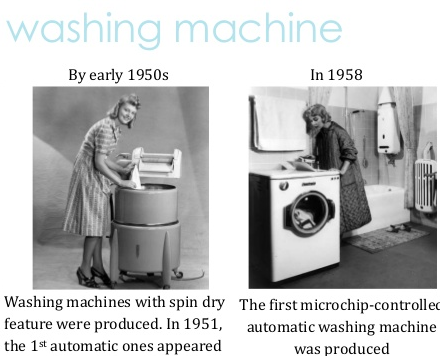 washing machine
By early 1950s
Washing machines with spin dry
feature were produced. In 1951,
the 1st automatic ones appeared
In 1958
The first microchip-controlled
automatic washing machine
was produced